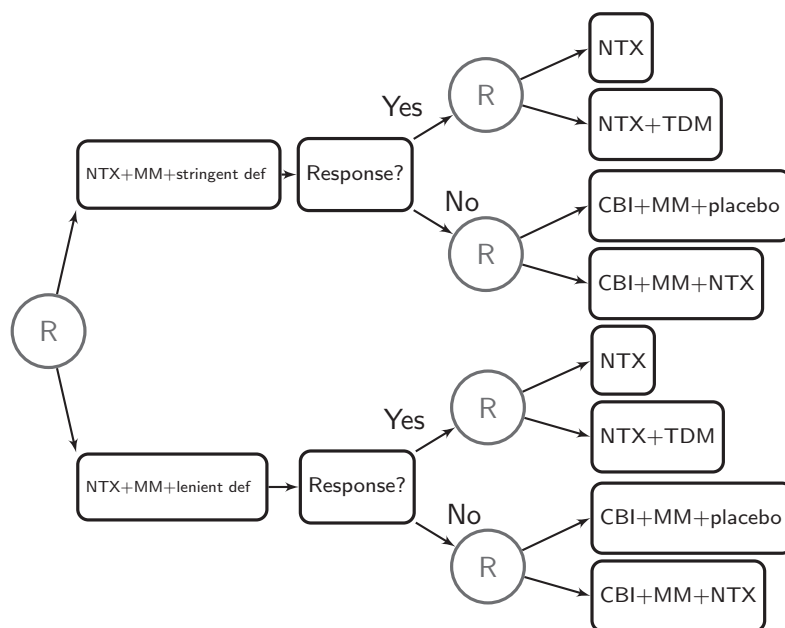 R
NTX+MM+stringent def
Response?
Yes
R
NTX
NTX+TDM
No
R
CBI+MM+placebo
CBI+MM+NTX
NTX+MM+lenient def
Response?
Yes
R
NTX
NTX+TDM
No
R
CBI+MM+placebo
CBI+MM+NTX